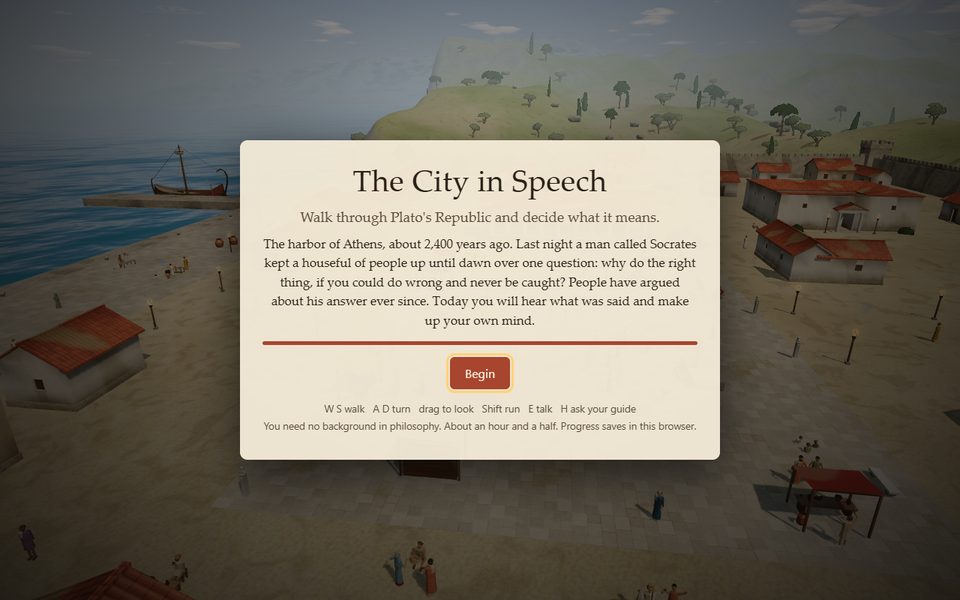 The City in Speech
Walk through Plato's Republic and decide what it means.
The harbor of Athens, about 2,400 years ago. Last night a man called Socrates
kept a houseful of people up until dawn over one question: why do the right
thing, if you could do wrong and never be caught? People have argued
about his answer ever since. Today you will hear what was said and make
up your own mind.
Begin
W S walk A D turn drag to look Shift run E talk H ask your guide
You need no background in philosophy. About an hour and a half. Progress saves in this browser.